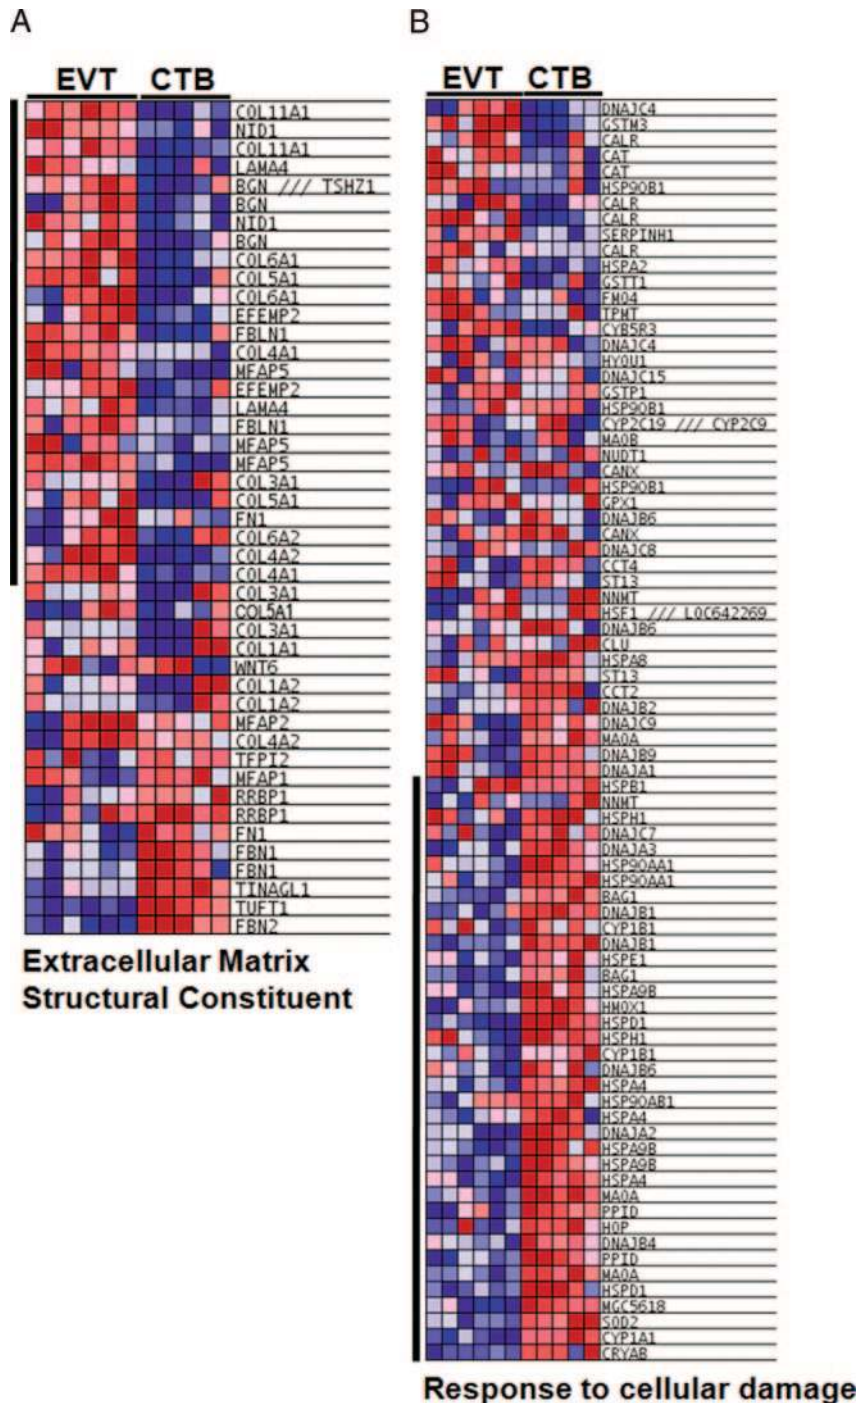 A
EVT CTB
COL11A1
NID1
COL11A1
LAMA4
BGN /// TSHZ1
BGN
NID1
BGN
COL6A1
COL5A1
COL6A1
EFEMP2
FBLN1
COL4A1
MFAP5
EFEMP2
LAMA4
FBLN1
MFAP5
MFAP5
COL3A1
COL5A1
FN1
COL6A2
COL4A2
COL4A1
COL3A1
COL5A1
COL3A1
COL1A1
WNT6
COL1A2
COL1A2
MFAP2
COL4A2
TFPI2
MFAP1
RRBP1
RRBP1
FN1
FBN1
FBN1
TINAGL1
TUFT1
FBN2
Extracellular Matrix
Structural Constituent
B
EVT CTB
DNAJC4
GSTM3
CALR
CAT
CAT
HSP90B1
CALR
CALR
SERPINH1
CALR
HSPA2
GSTT1
FMO4
TPMT
CYB5R3
DNAJC4
HYOU1
DNAJC15
GSTP1
HSP90B1
CYP2C19 /// CYP2C9
MAOB
NUDT1
CANX
HSP90B1
GPX1
DNAJB6
CANX
DNAJC8
CCT4
ST13
NNMT
HSF1 /// LOC642269
DNAJB6
CLU
HSPA8
ST13
CCT2
DNAJB2
DNAJC9
MAOA
DNAJB9
DNAJA1
HSPB1
NNMT
HSPH1
DNAJC7
DNAJA3
HSP90AA1
HSP90AA1
BAG1
DNAJB1
CYP1B1
DNAJB1
HSPE1
BAG1
HSPA9B
HMOX1
HSPD1
HSPH1
CYP1B1
DNAJB6
HSPA4
HSP90AB1
HSPA4
DNAJA2
HSPA9B
HSPA9B
HSPA4
MAOA
PPID
HOP
DNAJB4
PPID
MAOA
HSPD1
MGC5618
SOD2
CYP1A1
CRYAB
Response to cellular damage